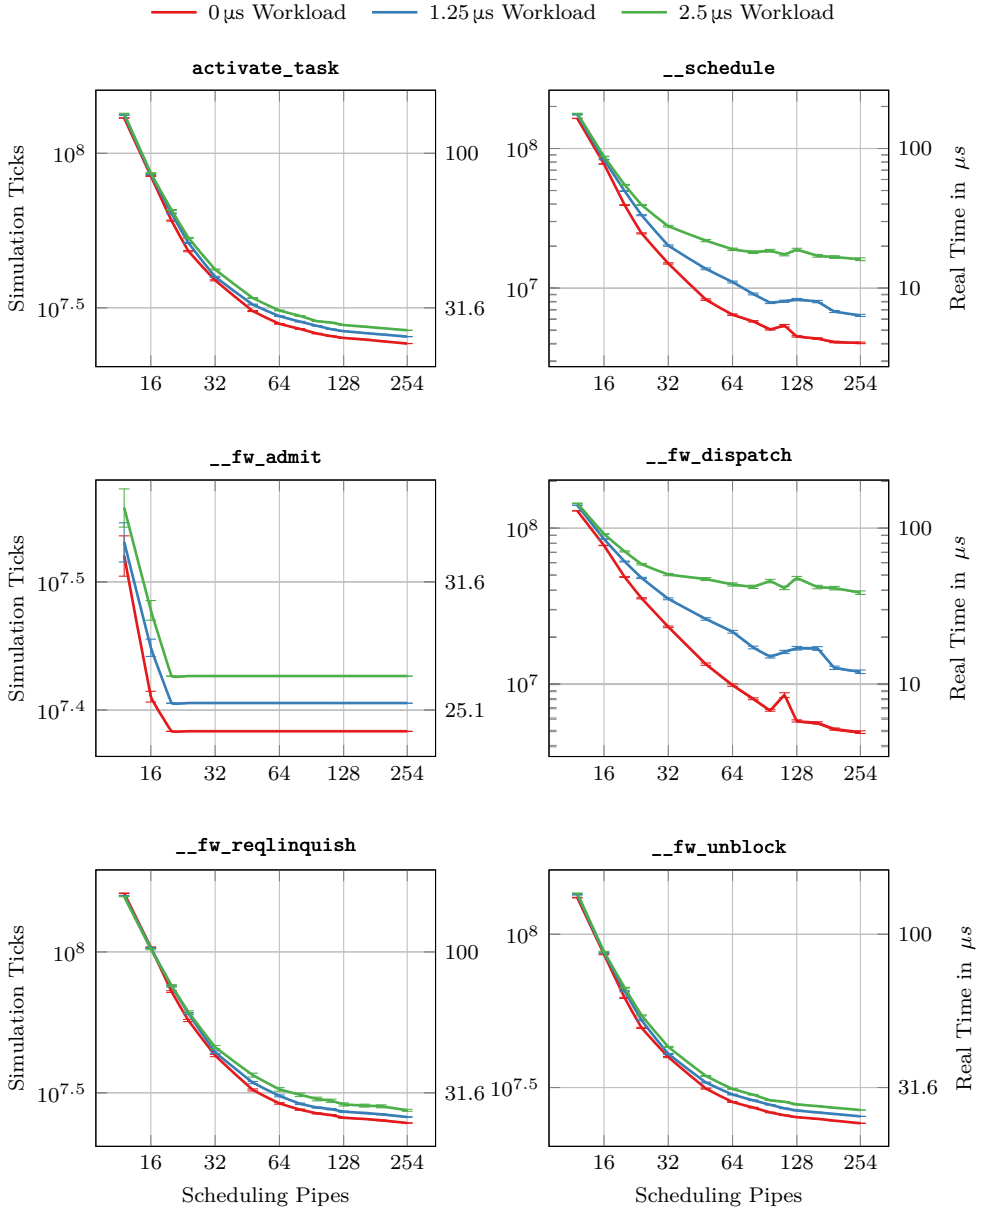 0 µs Workload 1.25 µs Workload 2.5 µs Workload
activate_task __schedule
Simulation Ticks
10^8
10^7.5
100
31.6
16 32 64 128 254
10^8
10^7
100
10
Real Time in µs
16 32 64 128 254
__fw_admit __fw_dispatch
Simulation Ticks
10^7.5
10^7.4
31.6
25.1
16 32 64 128 254
10^8
10^7
100
10
Real Time in µs
16 32 64 128 254
__fw_reqlinquish __fw_unblock
Simulation Ticks
10^8
10^7.5
100
31.6
16 32 64 128 254
Scheduling Pipes
10^8
10^7.5
100
31.6
Real Time in µs
16 32 64 128 254
Scheduling Pipes